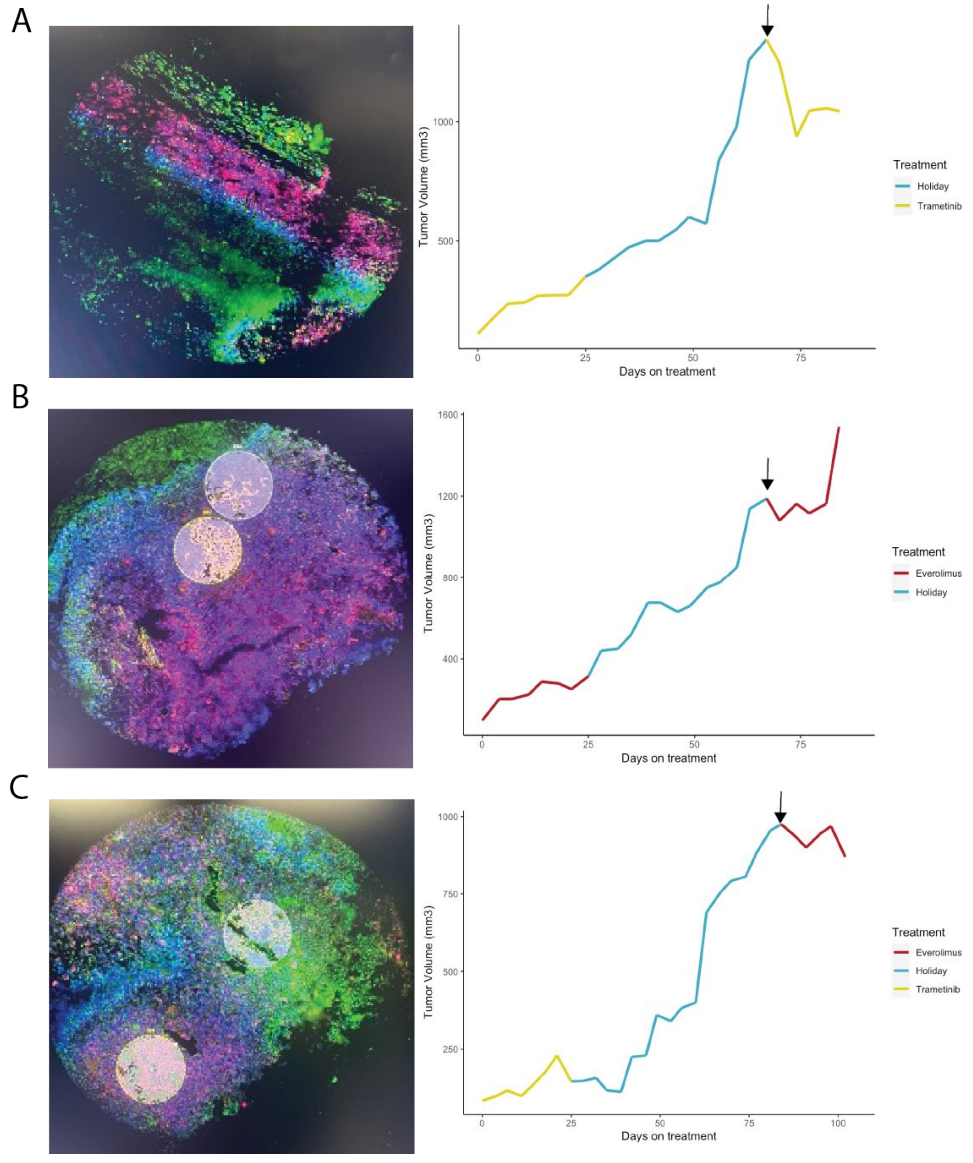 A
Tumor Volume (mm3)
1000
500
0
25
50
75
Days on treatment
Treatment
Holiday
Trametinib
B
Tumor Volume (mm3)
1600
1200
800
400
0
25
50
75
Days on treatment
Treatment
Everolimus
Holiday
C
Tumor Volume (mm3)
1000
750
500
250
0
25
50
75
100
Days on treatment
Treatment
Everolimus
Holiday
Trametinib